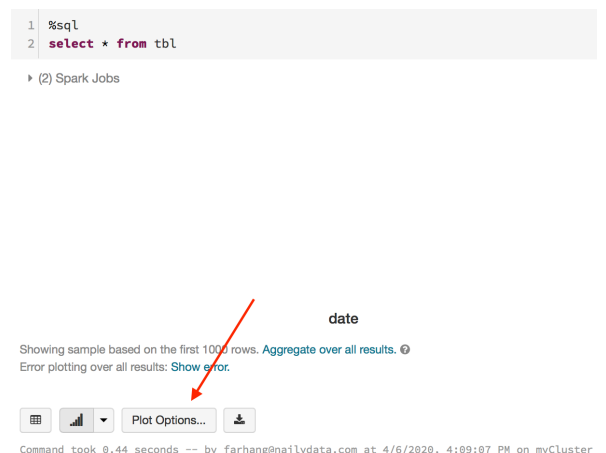 1 %sql
2 select * from tbl
(2) Spark Jobs
date
Showing sample based on the first 1000 rows. Aggregate over all results.
Error plotting over all results: Show error.
Plot Options...
Command took 0.44 seconds -- by farhang@nailydata.com at 4/6/2020, 4:09:07 PM on myCluster